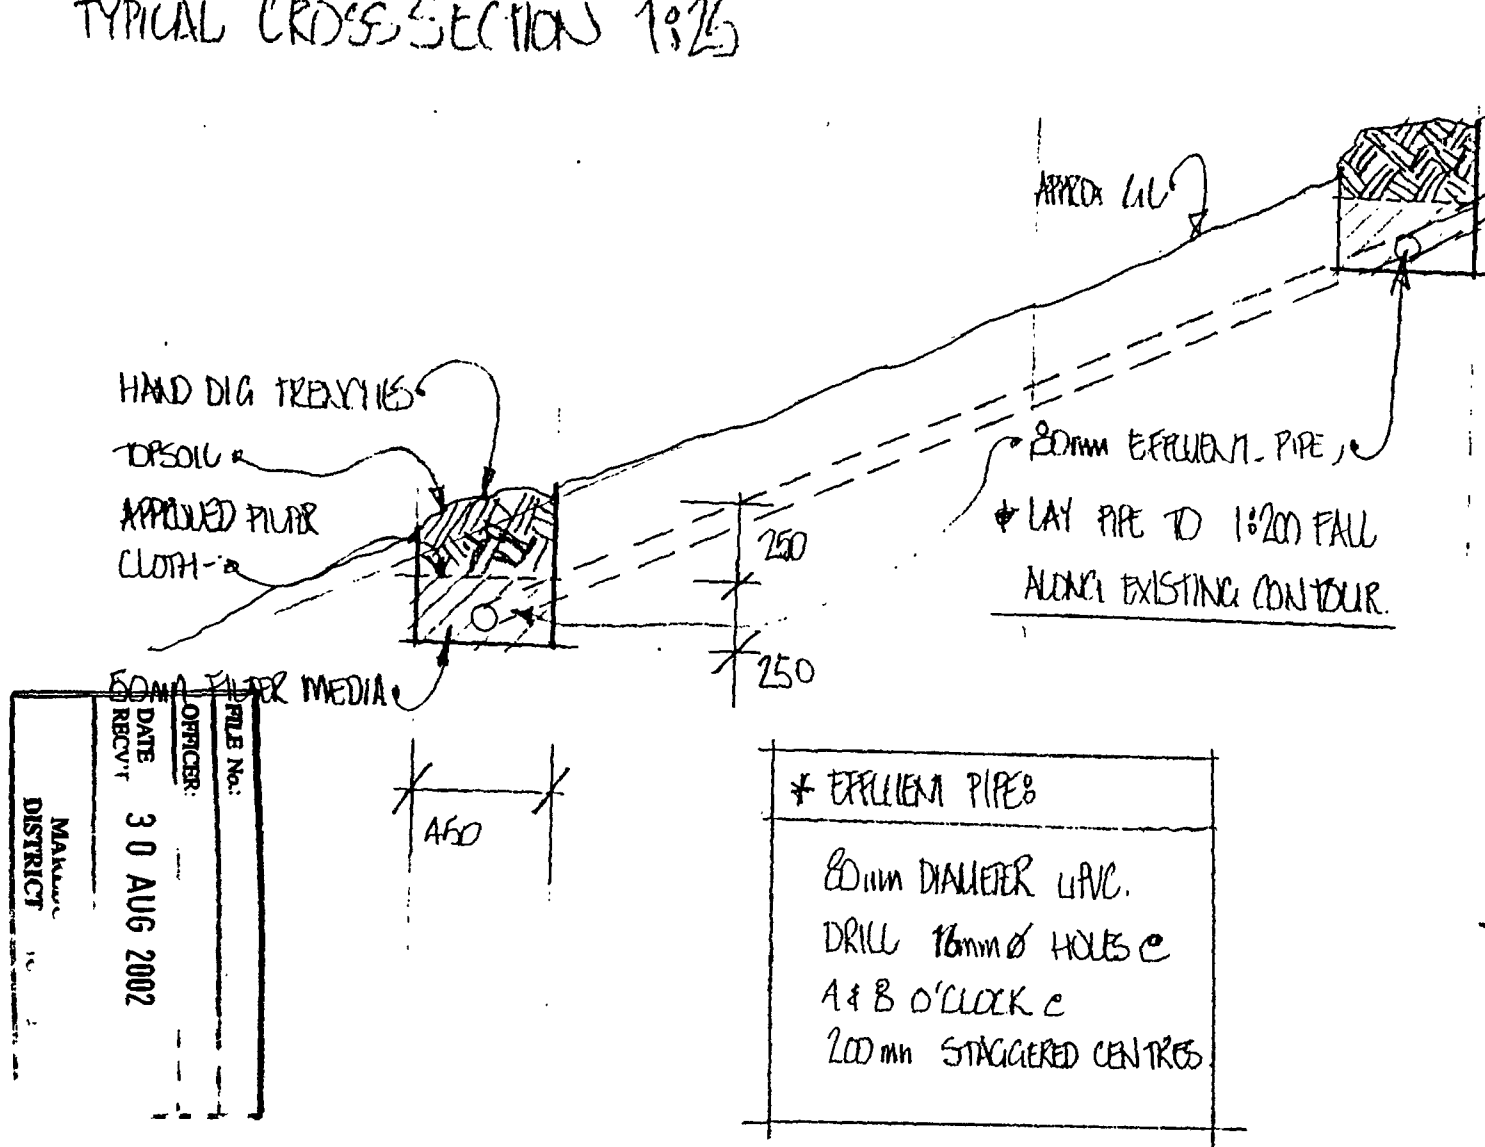 TYPICAL CROSS SECTION 1:25
APPROX GL
HAND DIG TRENCHES
TOPSOIL
APPROVED FILTER
CLOTH
80mm EFFLUENT PIPE,
* LAY PIPE TO 1:200 FALL
ALONG EXISTING CONTOUR.
250
250
50mm FILTER MEDIA
450
FILE No.:
OFFICER:
DATE
RECV'T 30 AUG 2002
DISTRICT
* EFFLUENT PIPE:
80mm DIAMETER uPVC.
DRILL 16mm Ø HOLES @
4 & 8 O'CLOCK @
200mm STAGGERED CENTRES